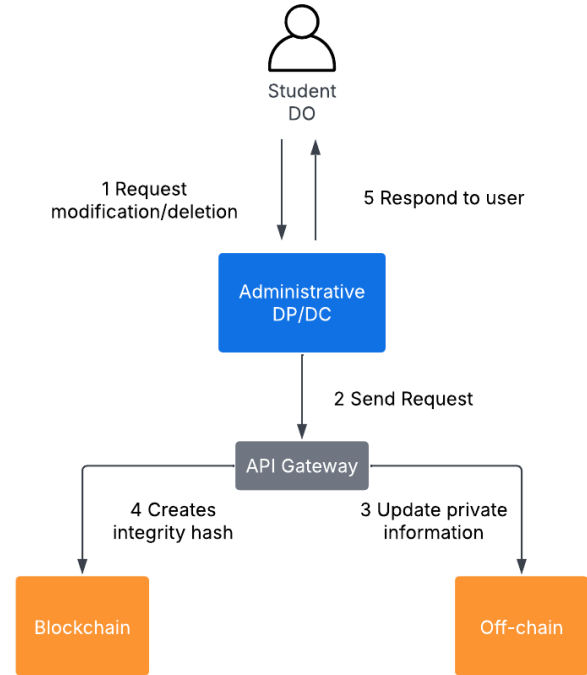 Student
DO
1 Request
modification/deletion
5 Respond to user
Administrative
DP/DC
2 Send Request
API Gateway
4 Creates
integrity hash
3 Update private
information
Blockchain
Off-chain